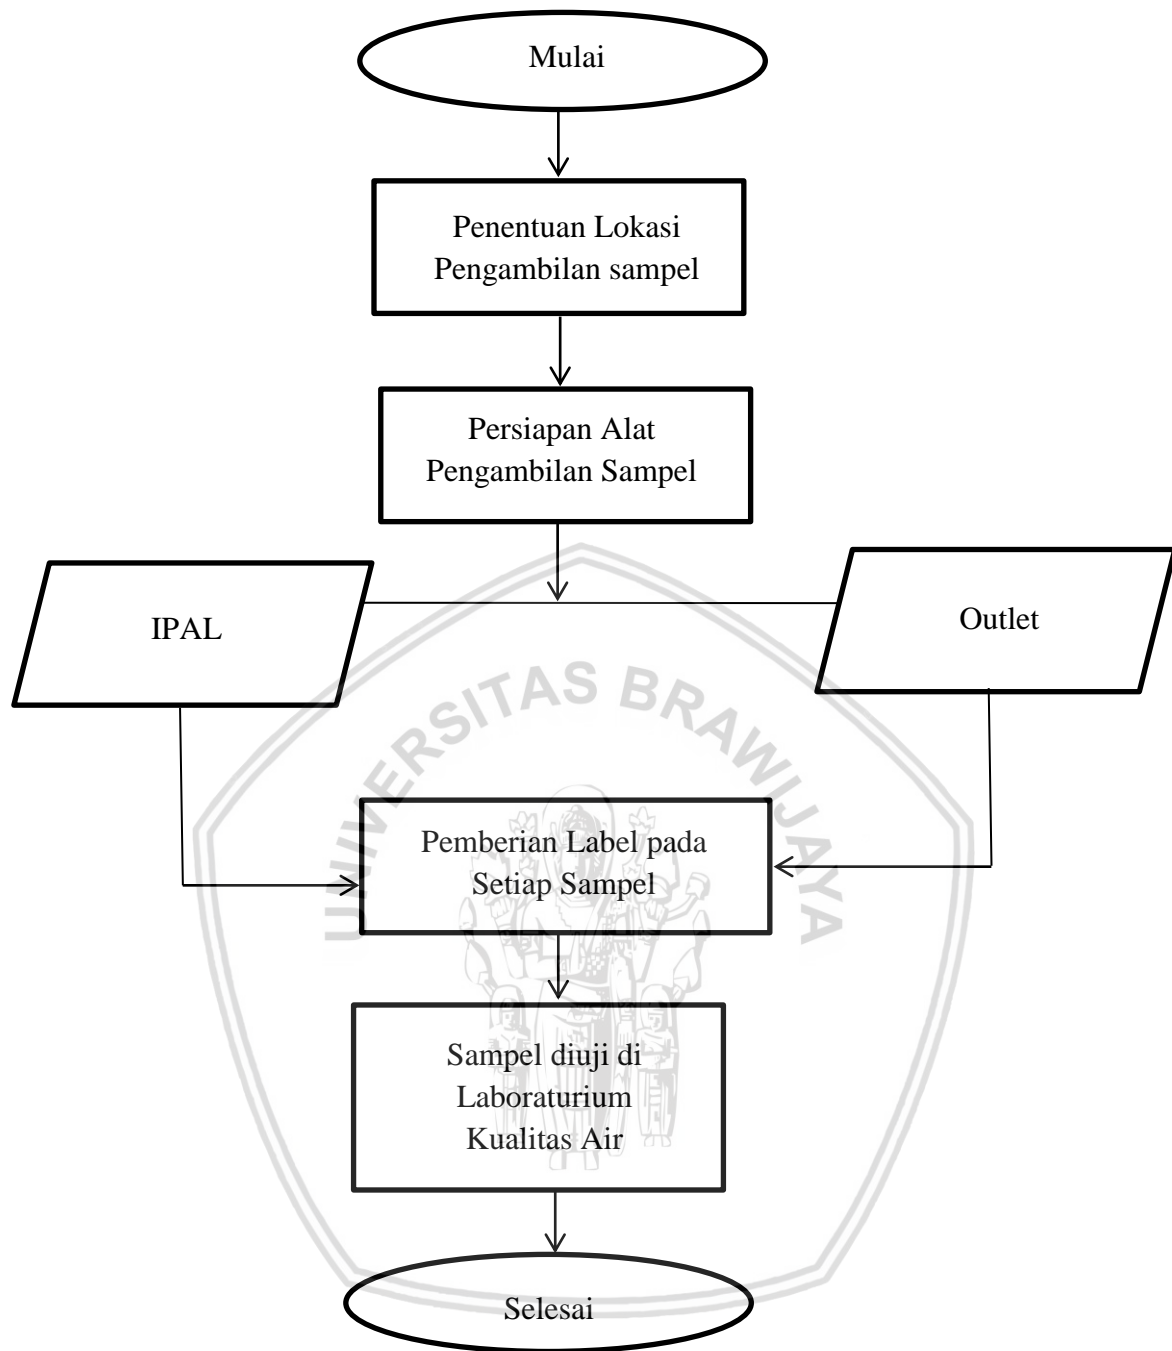 Mulai
Penentuan Lokasi
Pengambilan sampel
Persiapan Alat
Pengambilan Sampel
IPAL
Outlet
UNIVERSITAS BRAWIJAYA
Pemberian Label pada
Setiap Sampel
Sampel diuji di
Laboraturium
Kualitas Air
Selesai